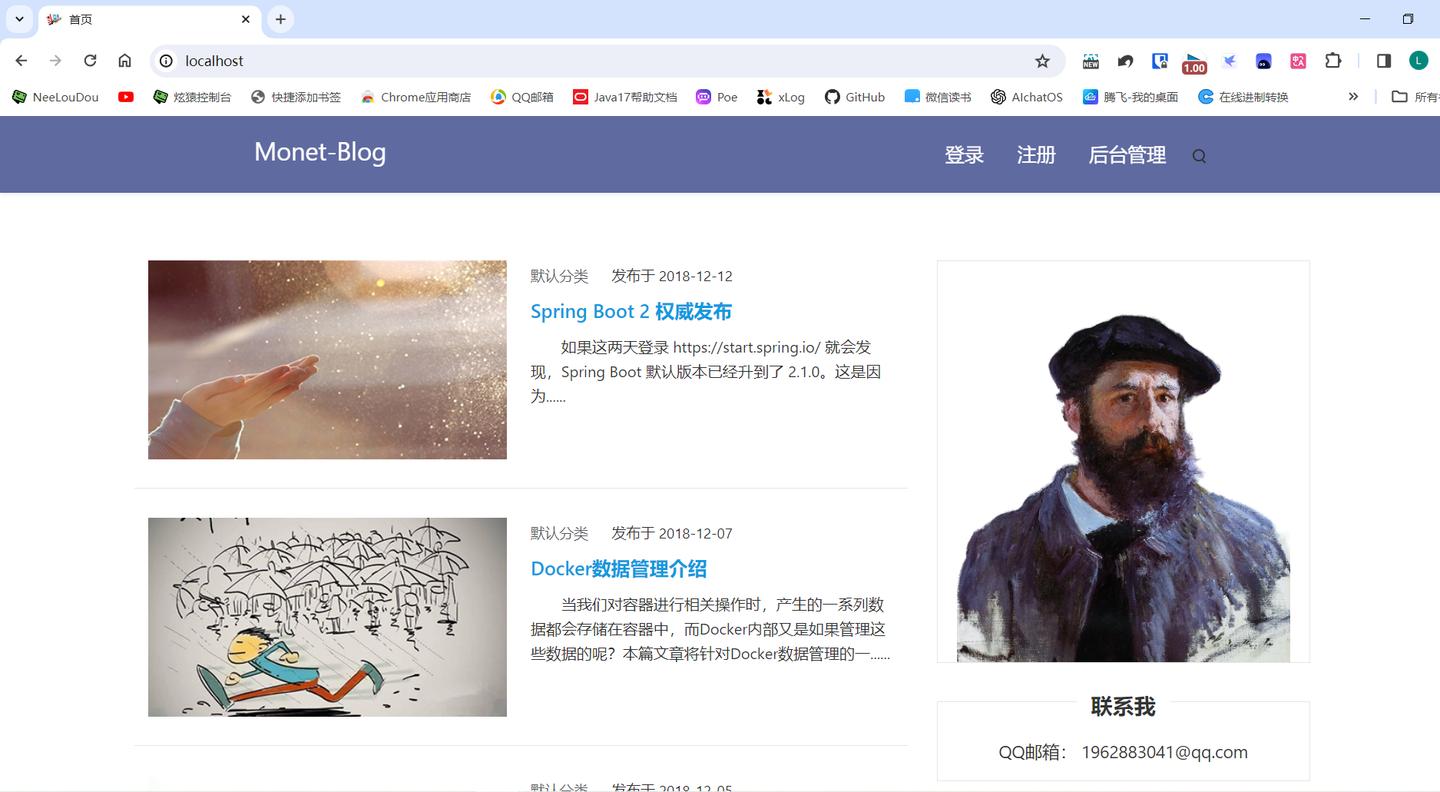 首页
localhost
NEW
1.00
L
NeeLouDou
炫猿控制台
快捷添加书签
Chrome应用商店
QQ邮箱
Java17帮助文档
Poe
xLog
GitHub
微信读书
AIchatOS
腾飞-我的桌面
在线进制转换
所有
Monet-Blog
登录 注册 后台管理
默认分类 发布于 2018-12-12
Spring Boot 2 权威发布
如果这两天登录 https://start.spring.io/ 就会发
现，Spring Boot 默认版本已经升到了 2.1.0。这是因
为......
默认分类 发布于 2018-12-07
Docker数据管理介绍
当我们对容器进行相关操作时，产生的一系列数
据都会存储在容器中，而Docker内部又是如果管理这
些数据的呢？本篇文章将针对Docker数据管理的一......
默认分类 发布于 2018-12-05
联系我
QQ邮箱： 1962883041@qq.com